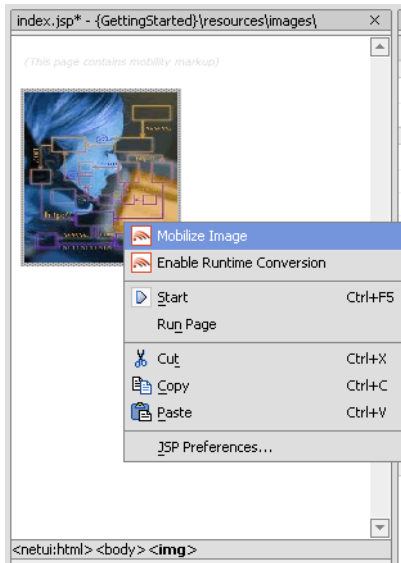 index.jsp* - {GettingStarted}\resources\images\
(This page contains mobility markup)
Mobilize Image
Enable Runtime Conversion
Start Ctrl+F5
Run Page
Cut Ctrl+X
Copy Ctrl+C
Paste Ctrl+V
JSP Preferences...
<netui:html> <body> <img>